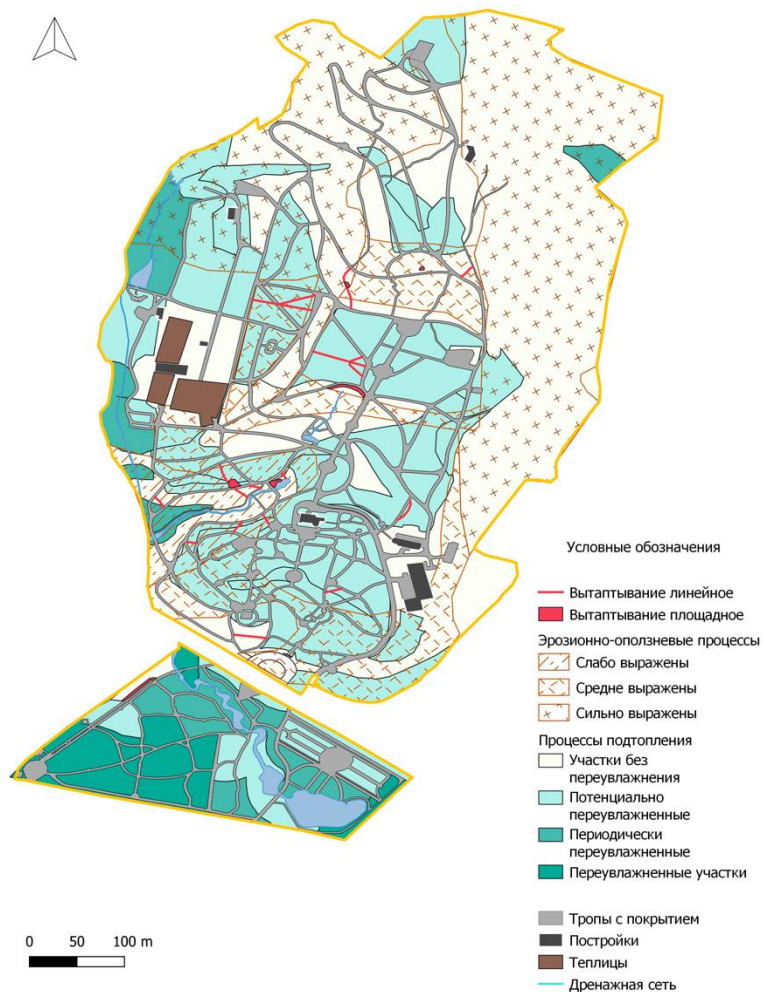 Условные обозначения
Вытаптывание линейное
Вытаптывание площадное
Эрозионно-оползневые процессы
Слабо выражены
Средне выражены
Сильно выражены
Процессы подтопления
Участки без
переувлажнения
Потенциально
переувлажненные
Периодически
переувлажненные
Переувлажненные участки
Тропы с покрытием
Постройки
Теплицы
Дренажная сеть
0 50 100 m